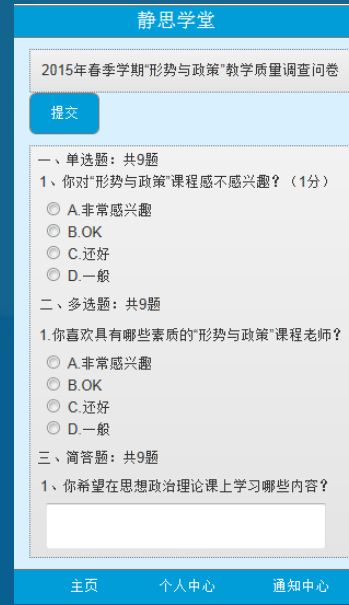 静思学堂
2015年春季学期“形势与政策”教学质量调查问卷
提交
一、单选题：共9题
1、你对“形势与政策”课程感不感兴趣？（1分）
A.非常感兴趣
B.OK
C.还好
D.一般
二、多选题：共9题
1.你喜欢具有哪些素质的“形势与政策”课程老师？
A.非常感兴趣
B.OK
C.还好
D.一般
三、简答题：共9题
1、你希望在思想政治理论课上学习哪些内容？
主页 个人中心 通知中心